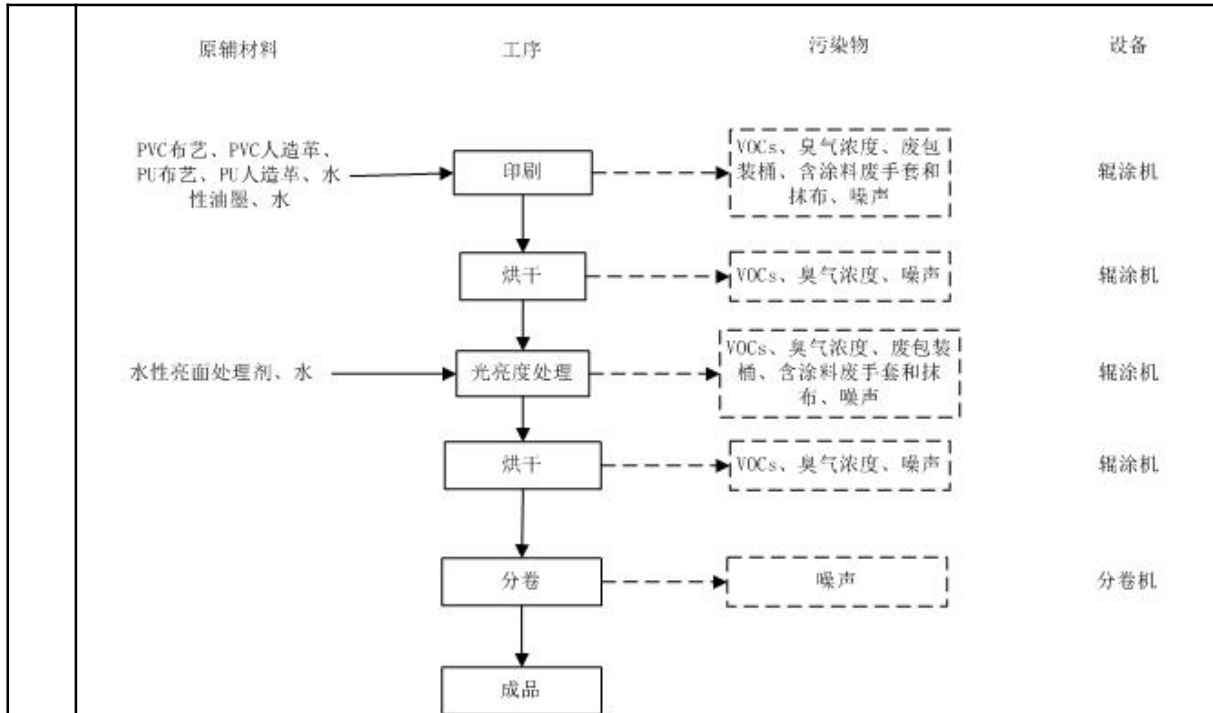 原辅材料
工序
污染物
设备
PVC布艺、PVC人造革、
PU布艺、PU人造革、水
性油墨、水
印刷
VOCs、臭气浓度、废包
装桶、含涂料废手套和
抹布、噪声
辊涂机
烘干
VOCs、臭气浓度、噪声
辊涂机
水性亮面处理剂、水
光亮度处理
VOCs、臭气浓度、废包装
桶、含涂料废手套和抹
布、噪声
辊涂机
烘干
VOCs、臭气浓度、噪声
辊涂机
分卷
噪声
分卷机
成品